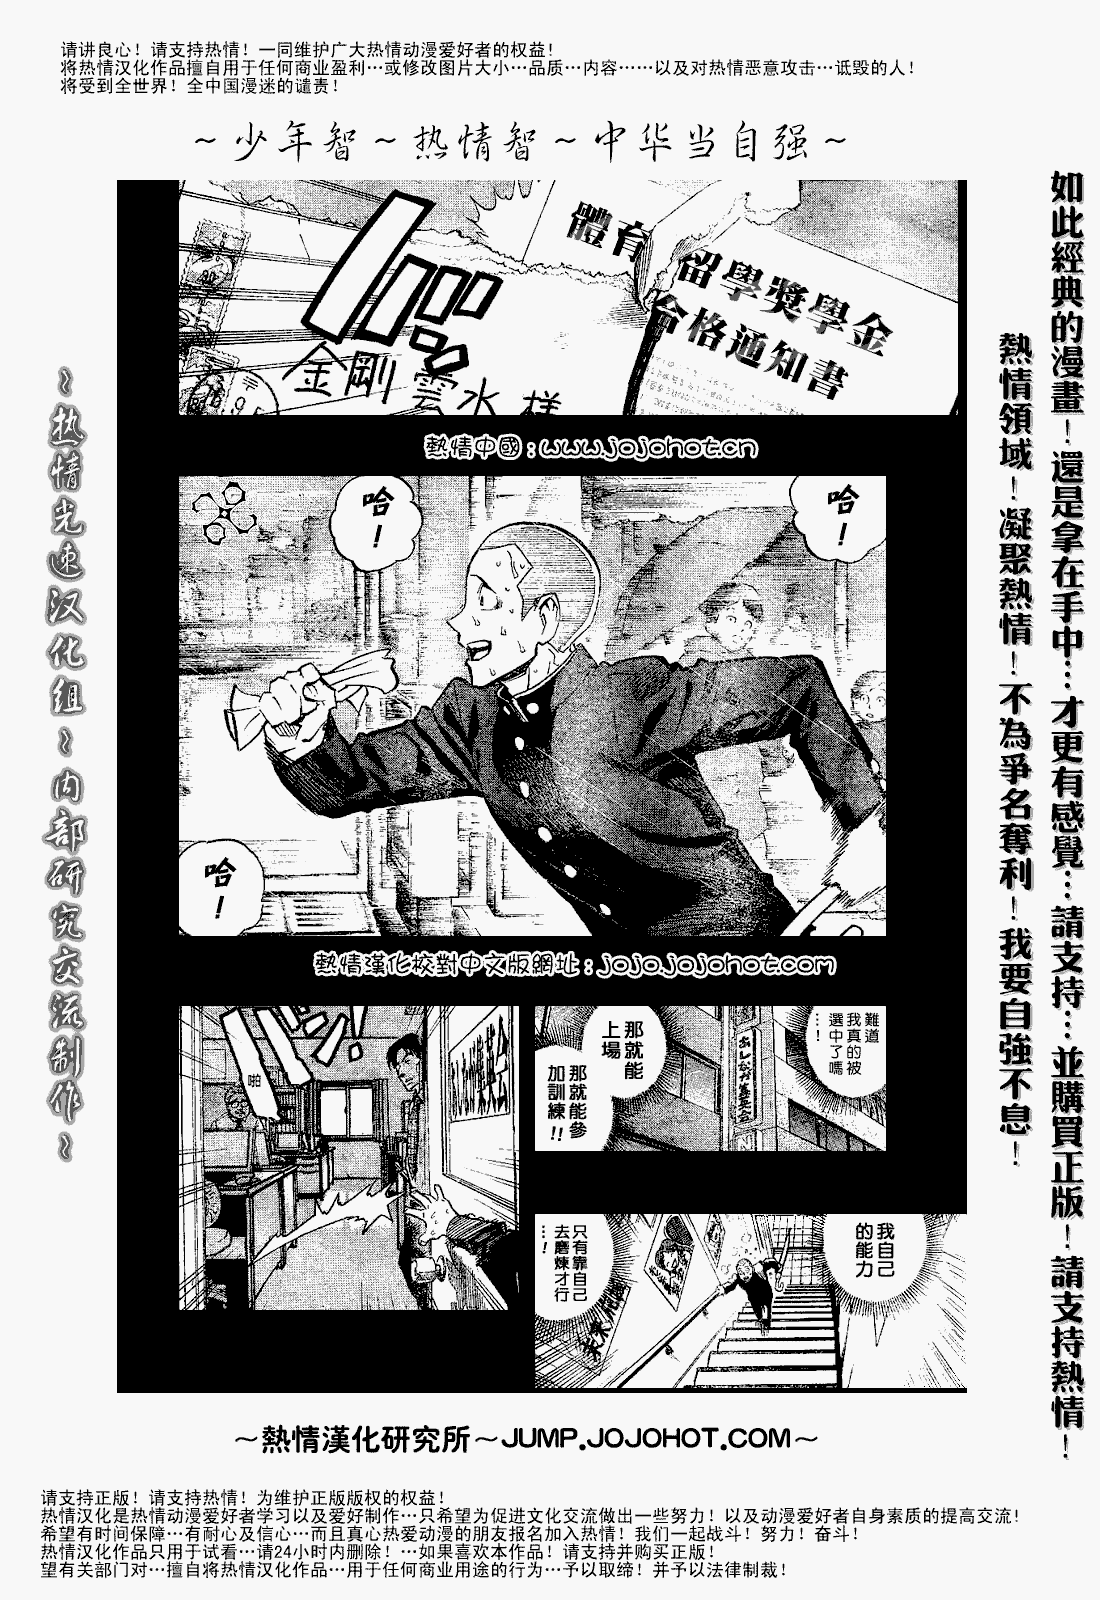 请讲良心！请支持热情！一同维护广大热情动漫爱好者的权益！
将热情汉化作品擅自用于任何商业盈利…或修改图片大小…品质…内容……以及对热情恶意攻击…诋毁的人！
将受到全世界！全中国漫迷的谴责！
～少年智～热情智～中华当自强～
如此經典的漫畫！還是拿在手中…才更有感覺…請支持…並購買正版！請支持熱情！
熱情領域！凝聚熱情！不為爭名奪利！我要自強不息！
～热情光速汉化组～内部研究交流制作～
體育 留學獎學金
合格通知書
金剛 雲水 様
熱情中國：www.jojohot.cn
哈！
哈！
哈！
熱情漢化校對中文版網址：jojo.jojohot.com
難道
我真的被
選中了嗎
…！
那就能
上場
那就能參
加訓練!!
あしなが育英会
啪
バン!
我自己
的能力
只有靠自己
去磨煉才行
…！
～熱情漢化研究所～JUMP.JOJOHOT.COM～
请支持正版！请支持热情！为维护正版版权的权益！
热情汉化是热情动漫爱好者学习以及爱好制作…只希望为促进文化交流做出一些努力！以及动漫爱好者自身素质的提高交流！
希望有时间保障…有耐心及信心…而且真心热爱动漫的朋友报名加入热情！我们一起战斗！努力！奋斗！
热情汉化作品只用于试看…请24小时内删除！…如果喜欢本作品！请支持并购买正版！
望有关部门对…擅自将热情汉化作品…用于任何商业用途的行为…予以取缔！并予以法律制裁！